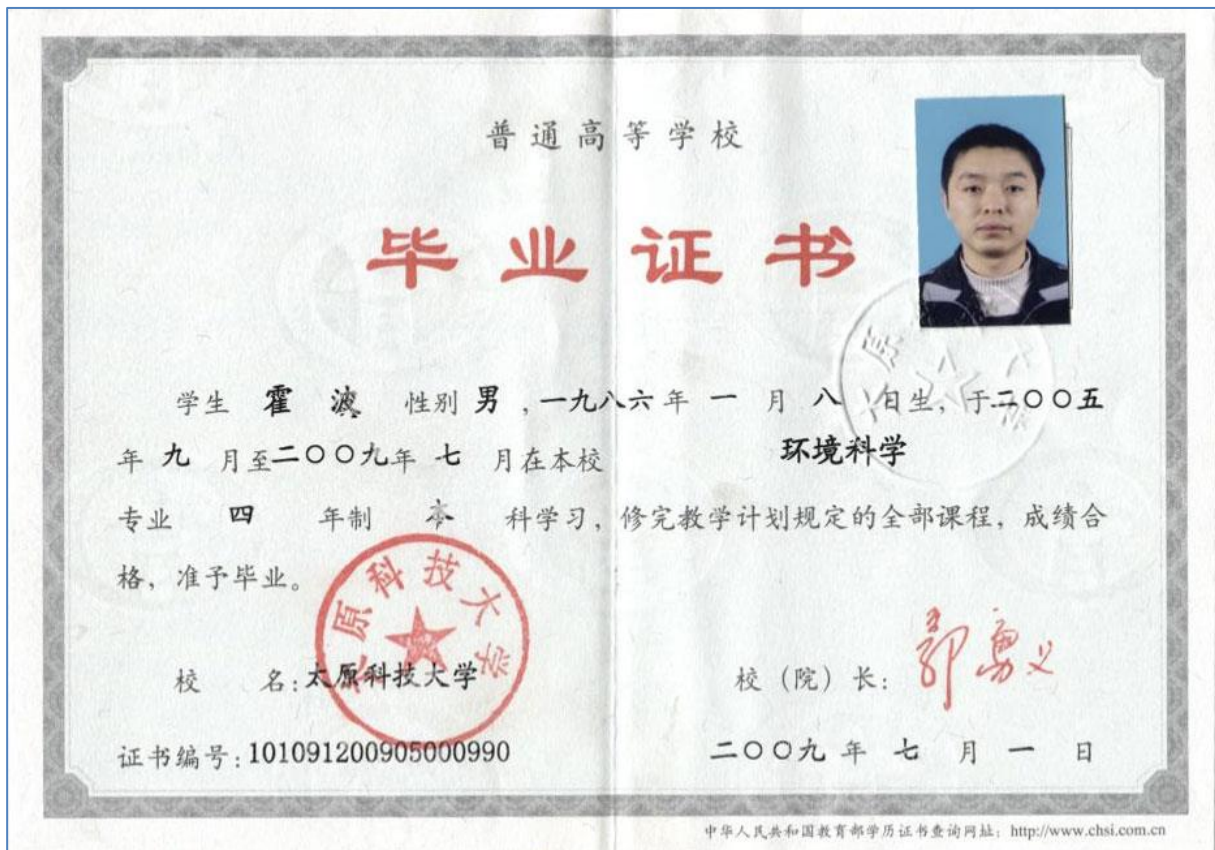 普通高等学校
毕业证书
学生 霍 波 性别 男 ,一九八六年 一 月 八 日生, 于二〇〇五
年 九 月至二〇〇九年 七 月在本校 环境科学
专业 四 年制 本 科学习, 修完教学计划规定的全部课程, 成绩合
格, 准予毕业。
太原科技大学
校 名: 太原科技大学
校（院）长: 郭勇义
证书编号: 101091200905000990
二〇〇九 年 七 月 一 日
中华人民共和国教育部学历证书查询网址: http://www.chsi.com.cn